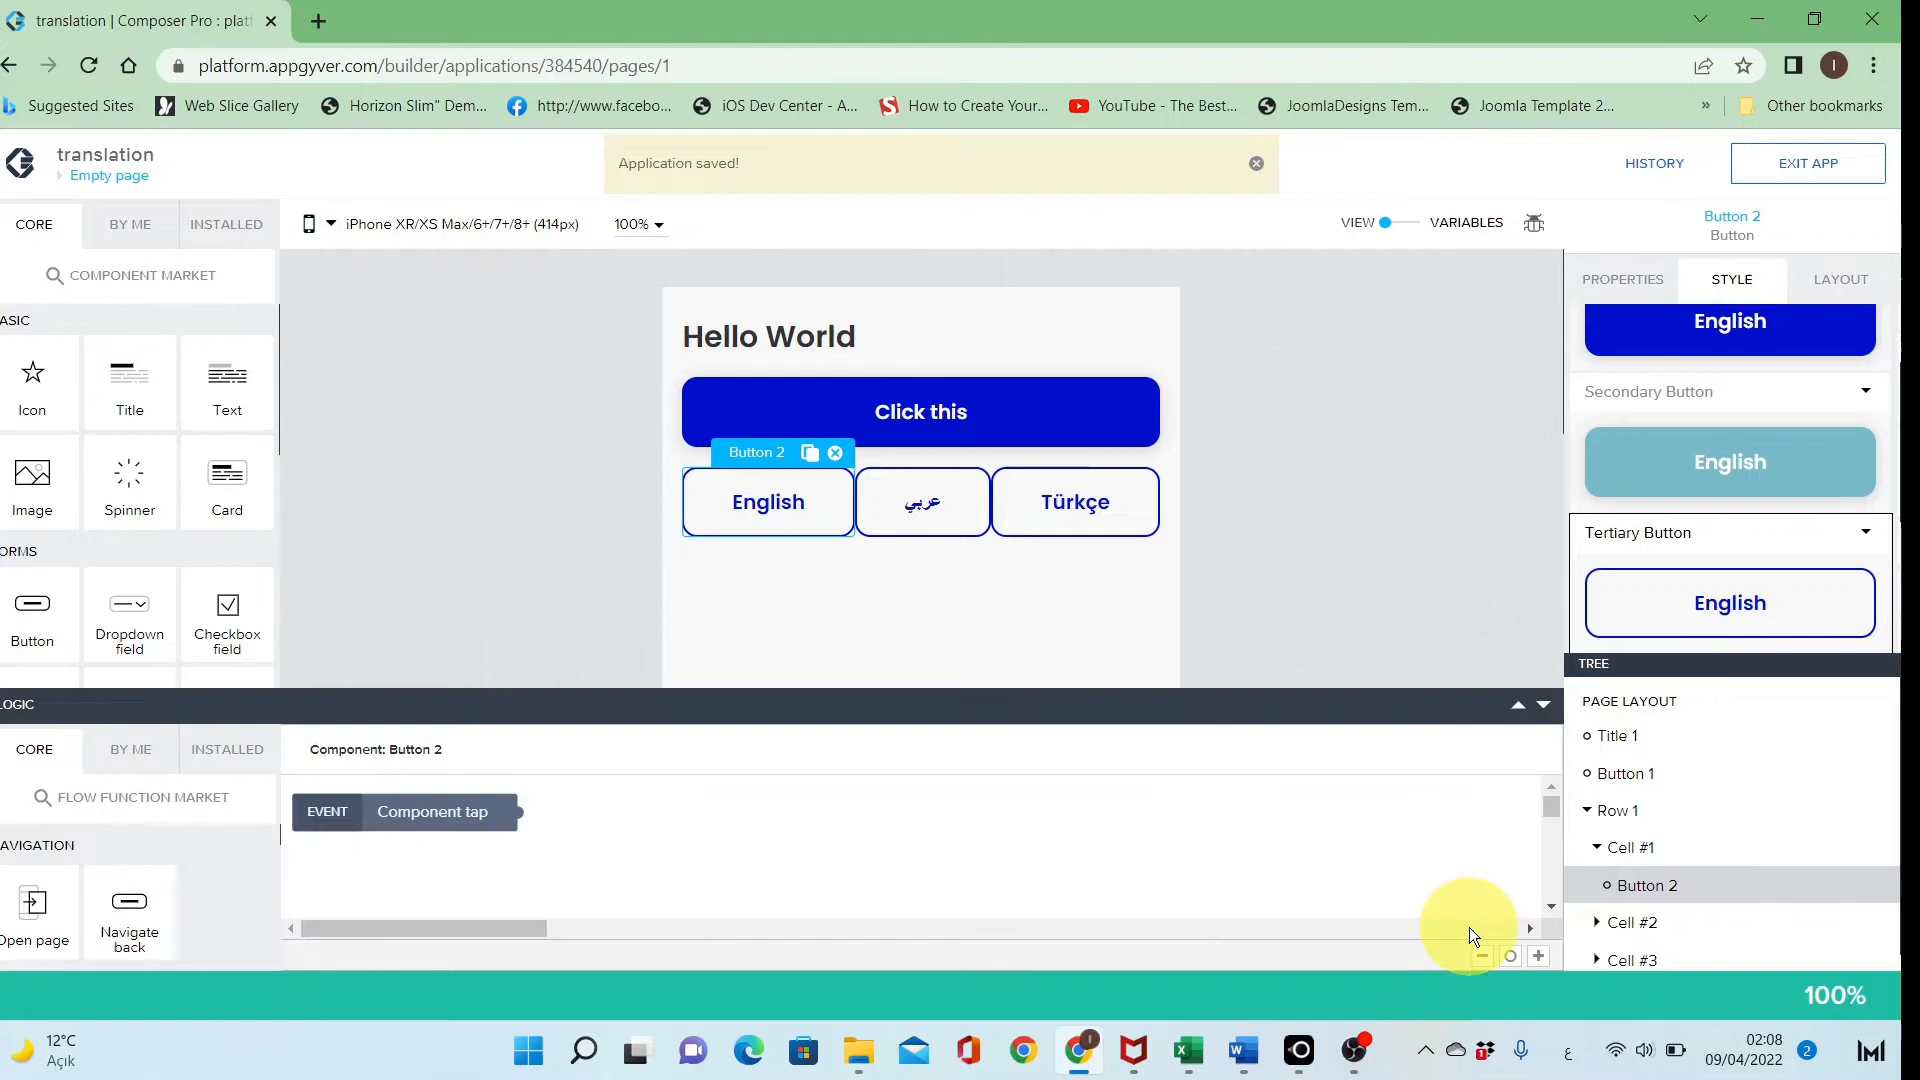 translation | Composer Pro : platf
platform.appgyver.com/builder/applications/384540/pages/1
Suggested Sites
Web Slice Gallery
Horizon Slim" Dem...
http://www.facebo...
iOS Dev Center - A...
How to Create Your...
YouTube - The Best...
JoomlaDesigns Tem...
Joomla Template 2...
»
Other bookmarks
translation
Empty page
Application saved!
HISTORY
EXIT APP
CORE
BY ME
INSTALLED
iPhone XR/XS Max/6+/7+/8+ (414px)
100%
VIEW
VARIABLES
Button 2
Button
COMPONENT MARKET
PROPERTIES
STYLE
LAYOUT
ASIC
Icon
Title
Text
Image
Spinner
Card
ORMS
Button
Dropdown
field
Checkbox
field
Hello World
Click this
Button 2
English
عربي
Türkçe
English
Secondary Button
English
Tertiary Button
English
TREE
PAGE LAYOUT
Title 1
Button 1
Row 1
Cell #1
Button 2
Cell #2
Cell #3
LOGIC
CORE
BY ME
INSTALLED
Component: Button 2
FLOW FUNCTION MARKET
EVENT
Component tap
AVIGATION
Open page
Navigate
back
100%
12°C
Açık
ع
02:08
09/04/2022
2